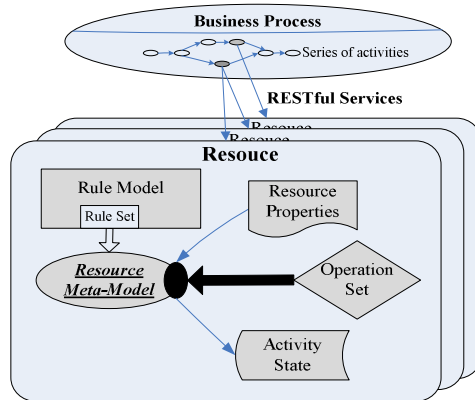 Business Process
Series of activities
RESTful Services
Resouce
Resouce
Resouce
Rule Model
Rule Set
Resource
Properties
Resource
Meta-Model
Operation
Set
Activity
State